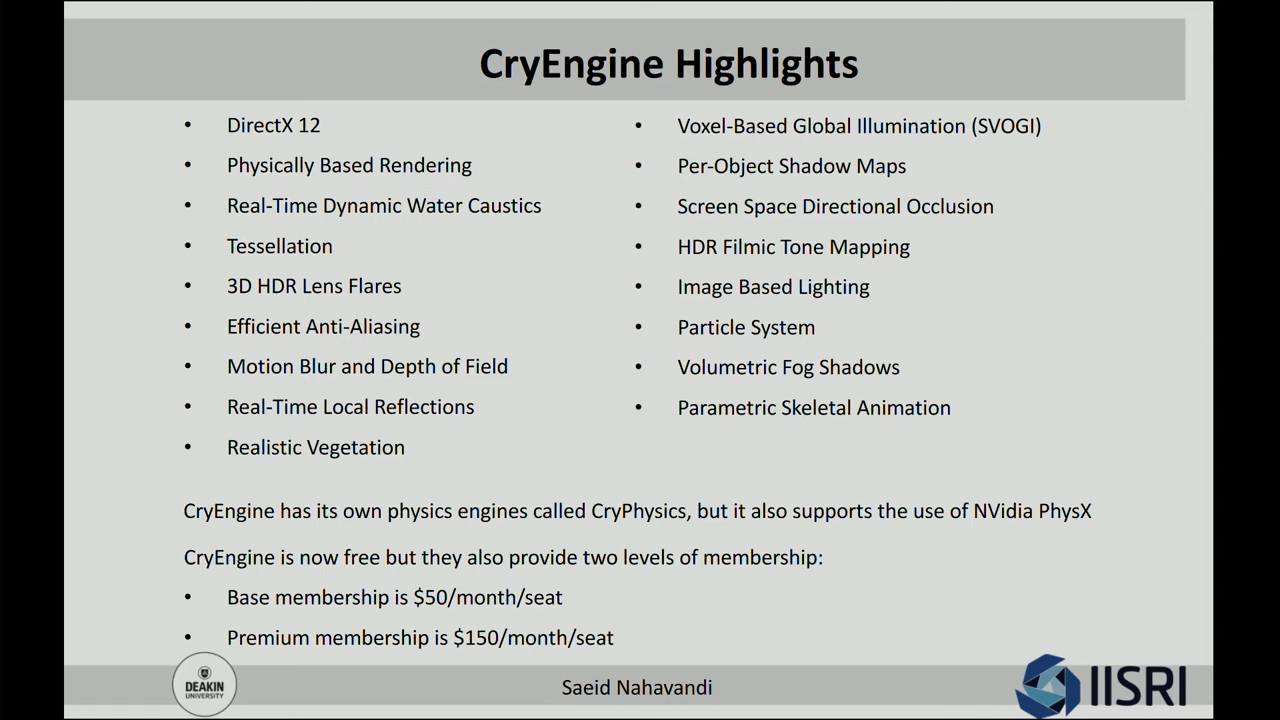 CryEngine Highlights
• DirectX 12
• Physically Based Rendering
• Real-Time Dynamic Water Caustics
• Tessellation
• 3D HDR Lens Flares
• Efficient Anti-Aliasing
• Motion Blur and Depth of Field
• Real-Time Local Reflections
• Realistic Vegetation
• Voxel-Based Global Illumination (SVOGI)
• Per-Object Shadow Maps
• Screen Space Directional Occlusion
• HDR Filmic Tone Mapping
• Image Based Lighting
• Particle System
• Volumetric Fog Shadows
• Parametric Skeletal Animation
CryEngine has its own physics engines called CryPhysics, but it also supports the use of NVidia PhysX
CryEngine is now free but they also provide two levels of membership:
• Base membership is $50/month/seat
• Premium membership is $150/month/seat
DEAKIN
UNIVERSITY
Saeid Nahavandi
IISRI